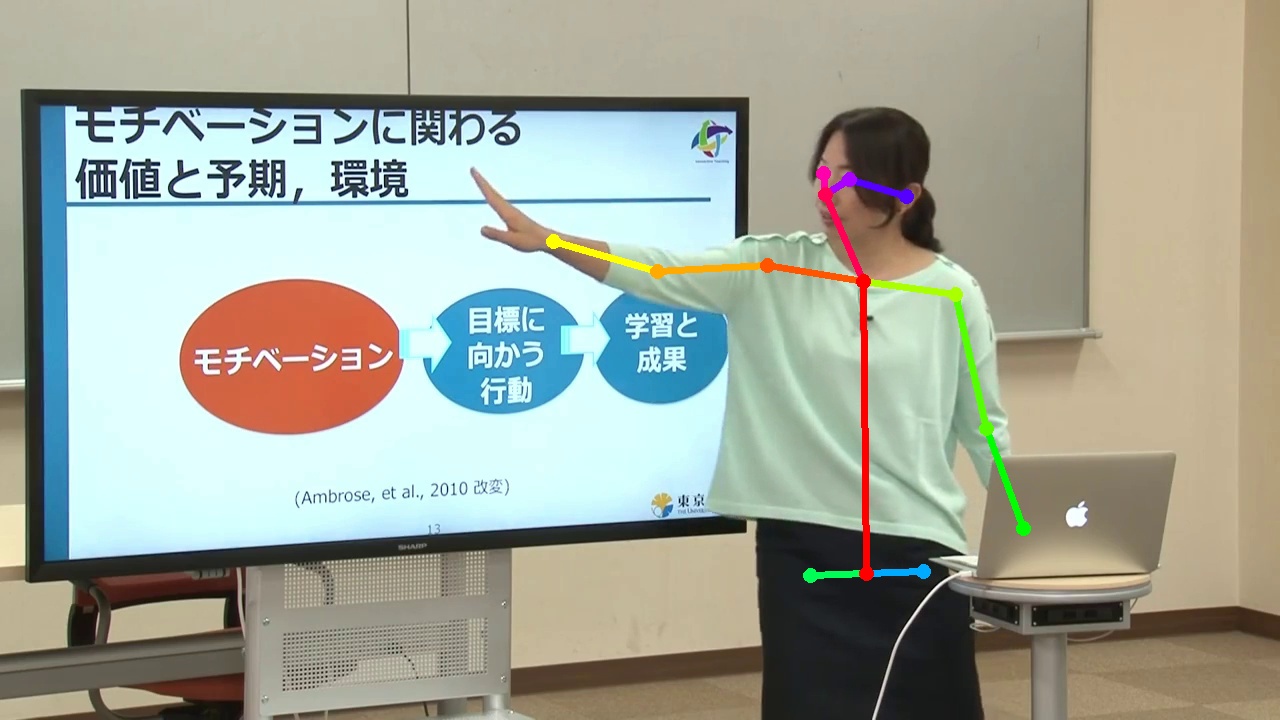 モチベーションに関わる
価値と予期，環境
モチベーション
目標に
向かう
行動
学習と
成果
(Ambrose, et al., 2010 改変)
東京
13
SHARP